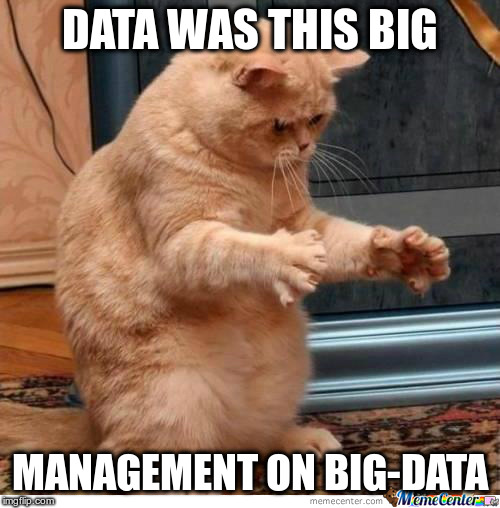 DATA WAS THIS BIG
MANAGEMENT ON BIG-DATA
imgflip.com
memecenter.com MemeCenter